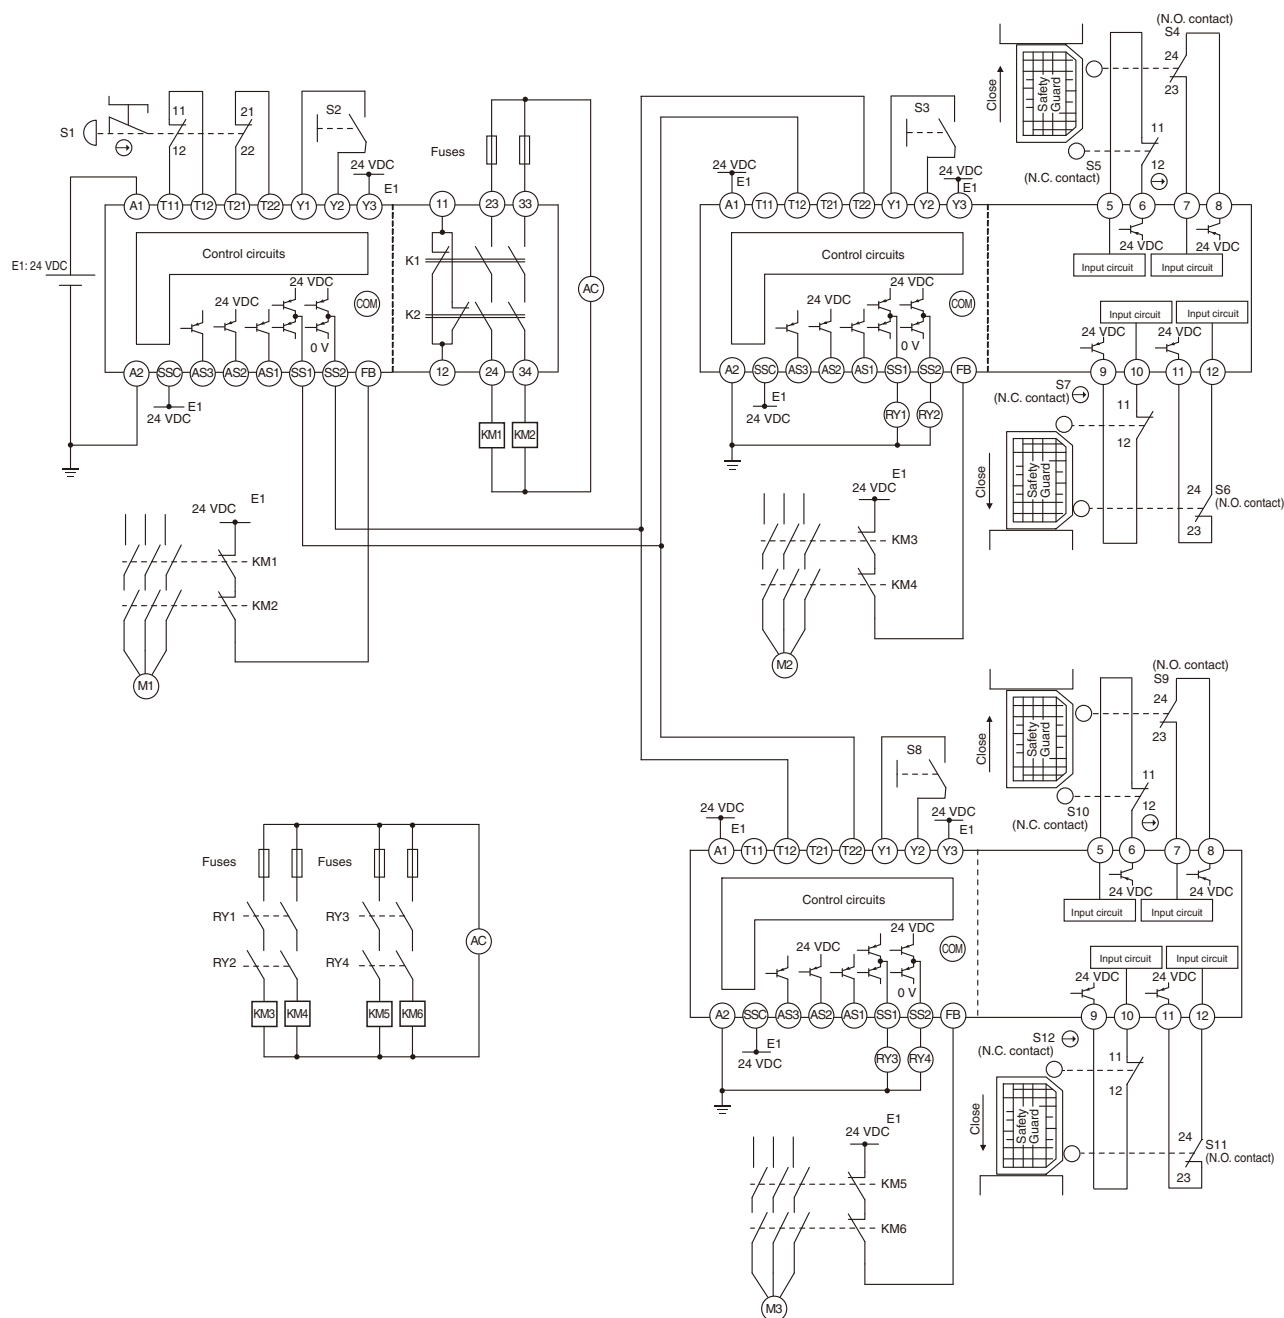 S1
11
12
21
22
S2
24 VDC
E1
Fuses
A1
T11
T12
T21
T22
Y1
Y2
Y3
11
23
33
E1: 24 VDC
Control circuits
24 VDC
24 VDC
COM
0 V
K1
K2
AC
A2
SSC
AS3
AS2
AS1
SS1
SS2
FB
12
24
34
E1
24 VDC
KM1
KM2
E1
24 VDC
KM1
KM2
M1
S3
24 VDC
E1
24 VDC
E1
A1
T11
T12
T21
T22
Y1
Y2
Y3
Control circuits
24 VDC
24 VDC
COM
0 V
A2
SSC
AS3
AS2
AS1
SS1
SS2
FB
E1
24 VDC
RY1
RY2
(N.O. contact)
S4
24
23
Close
Safety
Guard
11
12
S5
(N.C. contact)
5
6
7
8
24 VDC
24 VDC
Input circuit
Input circuit
Input circuit
Input circuit
24 VDC
24 VDC
9
10
11
12
S7
(N.C. contact)
11
12
Close
Safety
Guard
24
23
S6
(N.O. contact)
E1
24 VDC
KM3
KM4
M2
Fuses
Fuses
RY1
RY2
RY3
RY4
AC
KM3
KM4
KM5
KM6
S8
24 VDC
E1
24 VDC
E1
A1
T11
T12
T21
T22
Y1
Y2
Y3
Control circuits
24 VDC
24 VDC
COM
0 V
A2
SSC
AS3
AS2
AS1
SS1
SS2
FB
E1
24 VDC
RY3
RY4
(N.O. contact)
S9
24
23
Close
Safety
Guard
11
12
S10
(N.C. contact)
5
6
7
8
24 VDC
24 VDC
Input circuit
Input circuit
Input circuit
Input circuit
24 VDC
24 VDC
9
10
11
12
S12
(N.C. contact)
11
12
Close
Safety
Guard
24
23
S11
(N.O. contact)
E1
24 VDC
KM5
KM6
M3